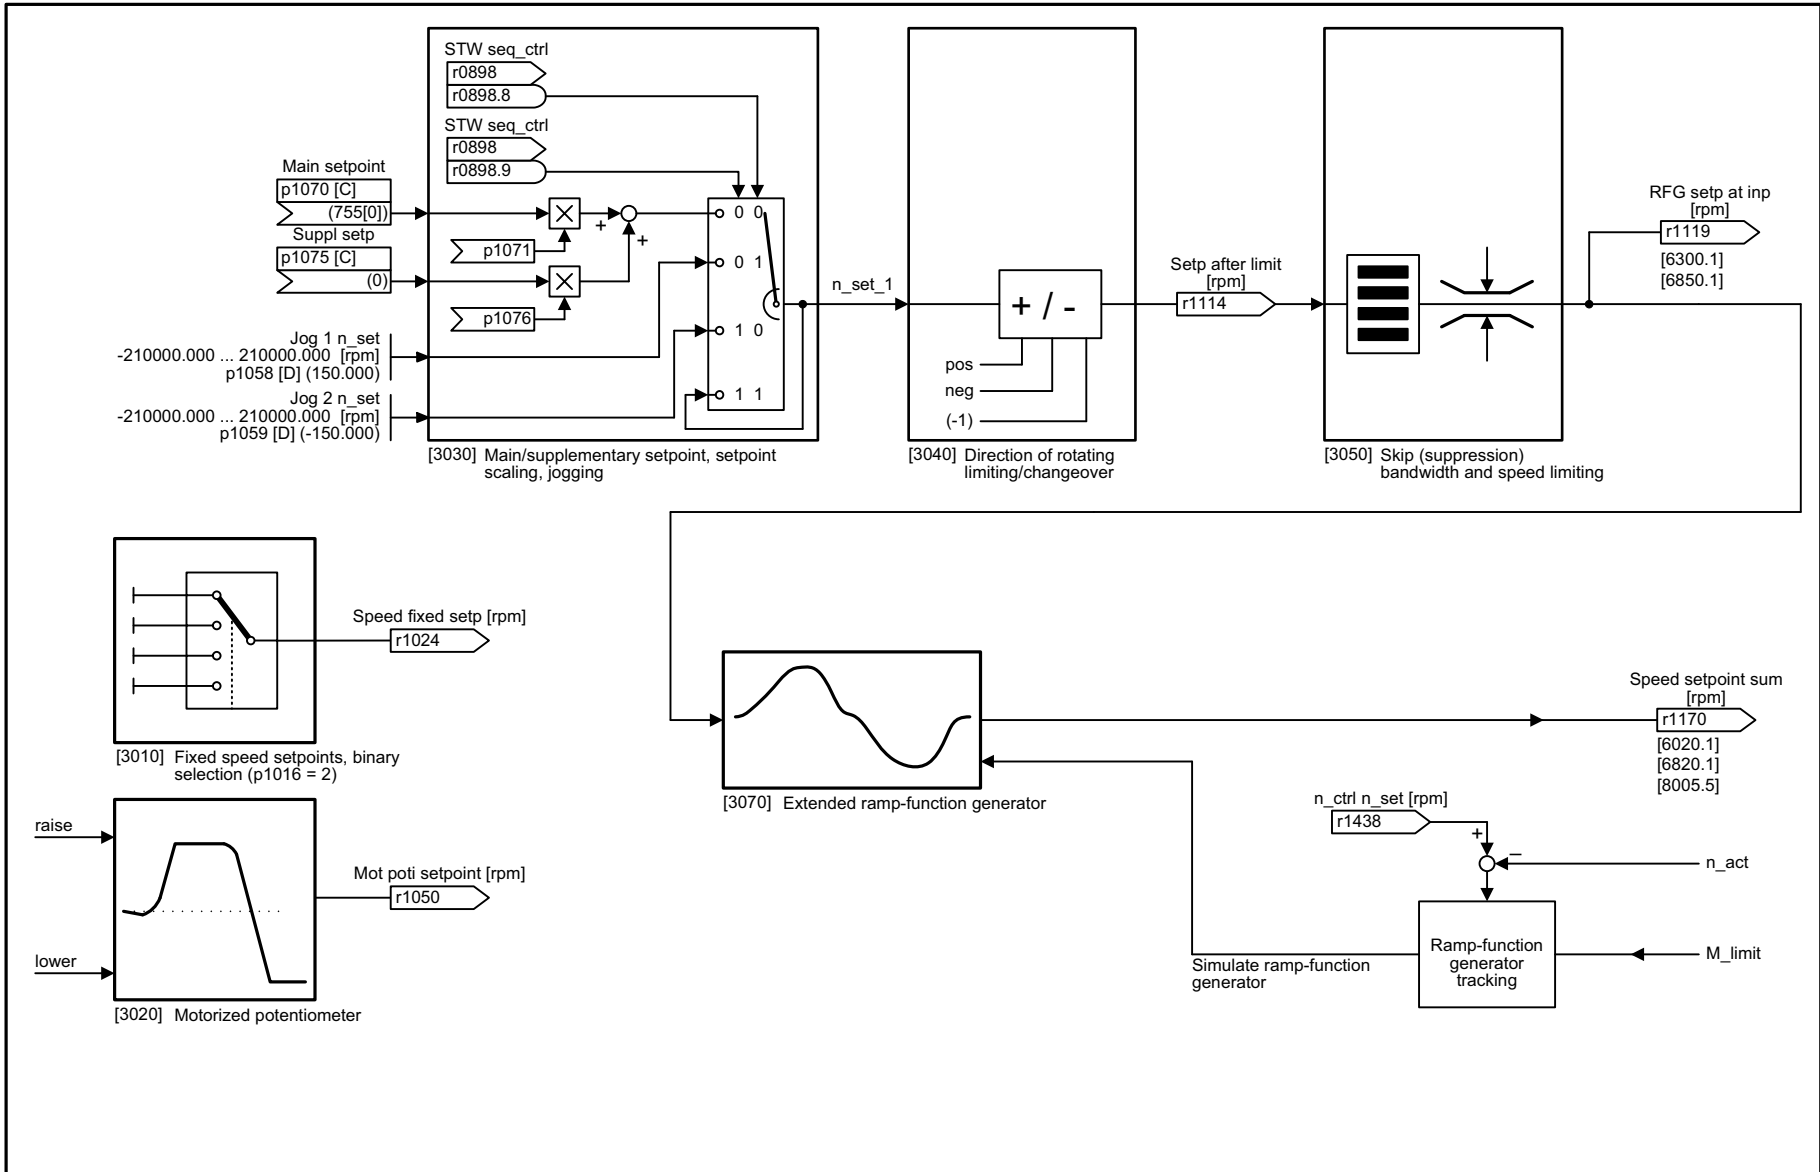 STW seq_ctrl
r0898
r0898.8
STW seq_ctrl
r0898
r0898.9
Main setpoint
p1070 [C]
(755[0])
Suppl setp
p1075 [C]
(0)
p1071
p1076
+
+
0 0
0 1
1 0
1 1
Jog 1 n_set
-210000.000 ... 210000.000 [rpm]
p1058 [D] (150.000)
Jog 2 n_set
-210000.000 ... 210000.000 [rpm]
p1059 [D] (-150.000)
[3030] Main/supplementary setpoint, setpoint
scaling, jogging
n_set_1
+ / -
pos
neg
(-1)
[3040] Direction of rotating
limiting/changeover
Setp after limit
[rpm]
r1114
[3050] Skip (suppression)
bandwidth and speed limiting
RFG setp at inp
[rpm]
r1119
[6300.1]
[6850.1]
Speed fixed setp [rpm]
r1024
[3010] Fixed speed setpoints, binary
selection (p1016 = 2)
raise
lower
Mot poti setpoint [rpm]
r1050
[3020] Motorized potentiometer
[3070] Extended ramp-function generator
Speed setpoint sum
[rpm]
r1170
[6020.1]
[6820.1]
[8005.5]
n_ctrl n_set [rpm]
r1438
+
–
n_act
Ramp-function
generator
tracking
M_limit
Simulate ramp-function
generator